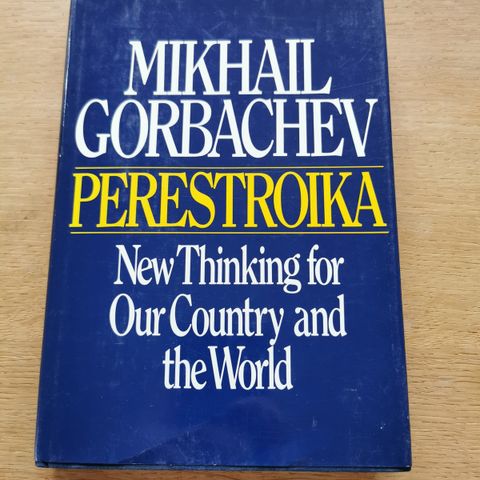 MIKHAIL
GORBACHEV
PERESTROIKA
New Thinking for
Our Country and
the World